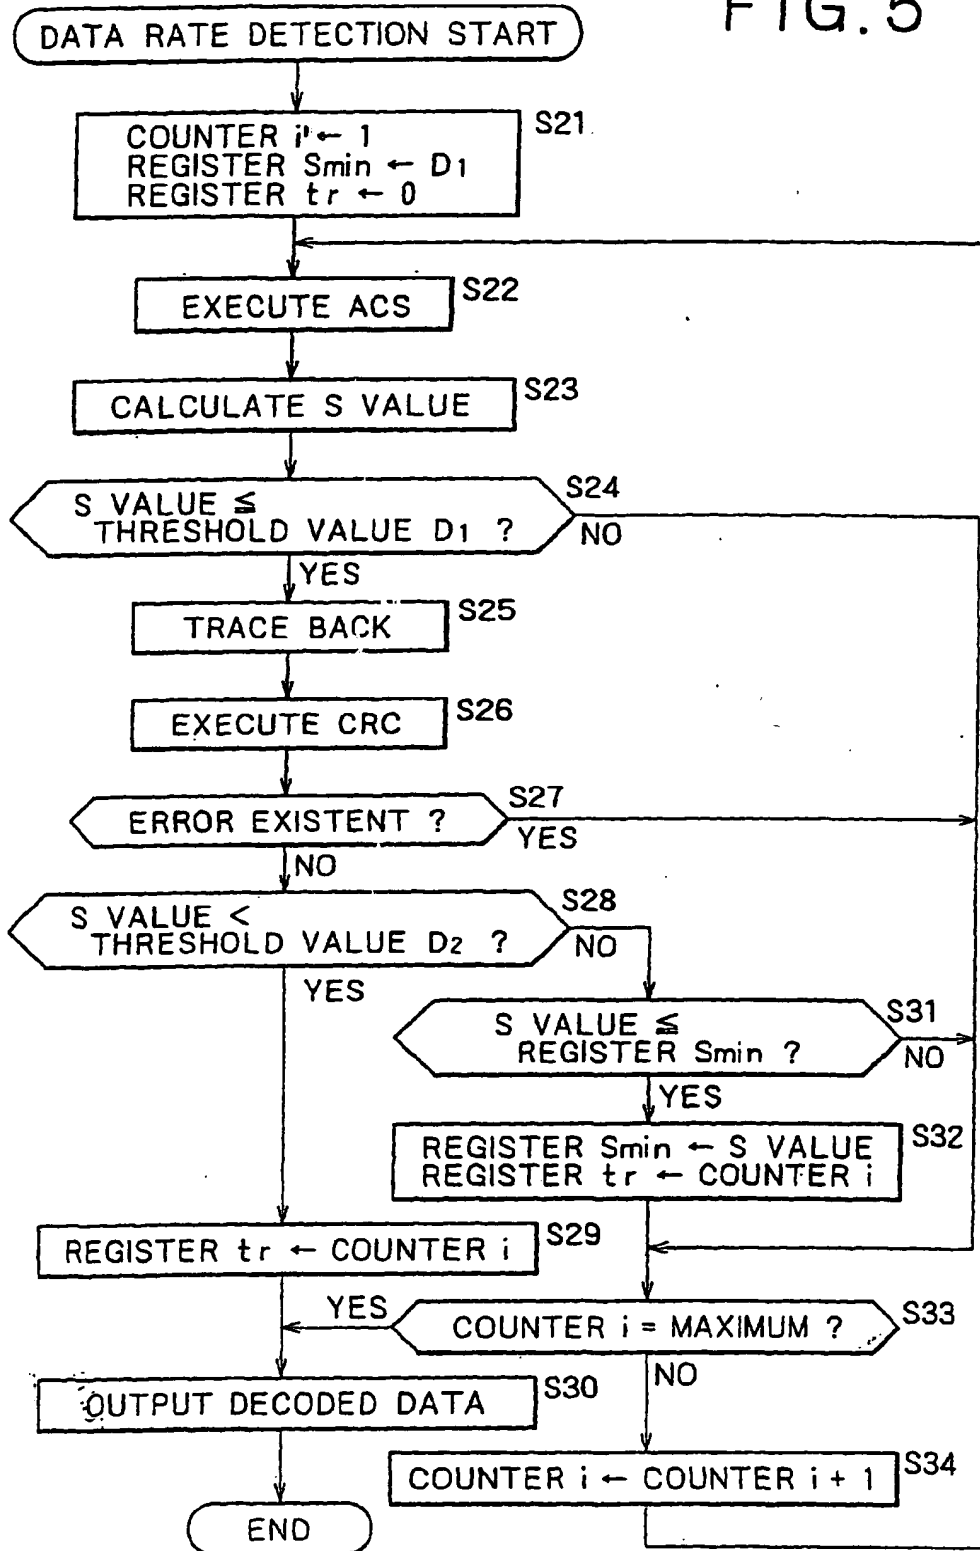 FIG. 5
DATA RATE DETECTION START
S21
COUNTER i ← 1
REGISTER Smin ← D1
REGISTER tr ← 0
S22
EXECUTE ACS
S23
CALCULATE S VALUE
S24
S VALUE ≦
THRESHOLD VALUE D1 ?
NO
YES
S25
TRACE BACK
S26
EXECUTE CRC
S27
ERROR EXISTENT ?
YES
NO
S28
S VALUE <
THRESHOLD VALUE D2 ?
NO
YES
S31
S VALUE ≦
REGISTER Smin ?
NO
YES
S32
REGISTER Smin ← S VALUE
REGISTER tr ← COUNTER i
S29
REGISTER tr ← COUNTER i
YES
S33
COUNTER i = MAXIMUM ?
NO
S30
OUTPUT DECODED DATA
S34
COUNTER i ← COUNTER i + 1
END